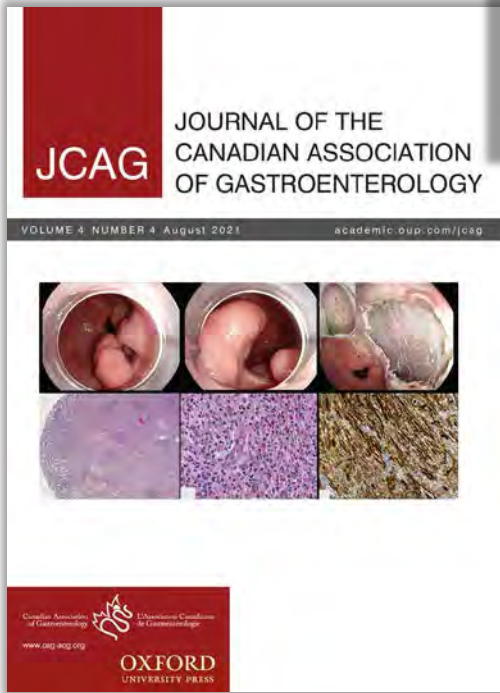 JCAG
JOURNAL OF THE
CANADIAN ASSOCIATION
OF GASTROENTEROLOGY
VOLUME 4 NUMBER 4 August 2021
academic.oup.com/jcag
Canadian Association
of Gastroenterology
L'Association Canadienne
de Gastroentérologie
www.cag-acg.org
OXFORD
UNIVERSITY PRESS